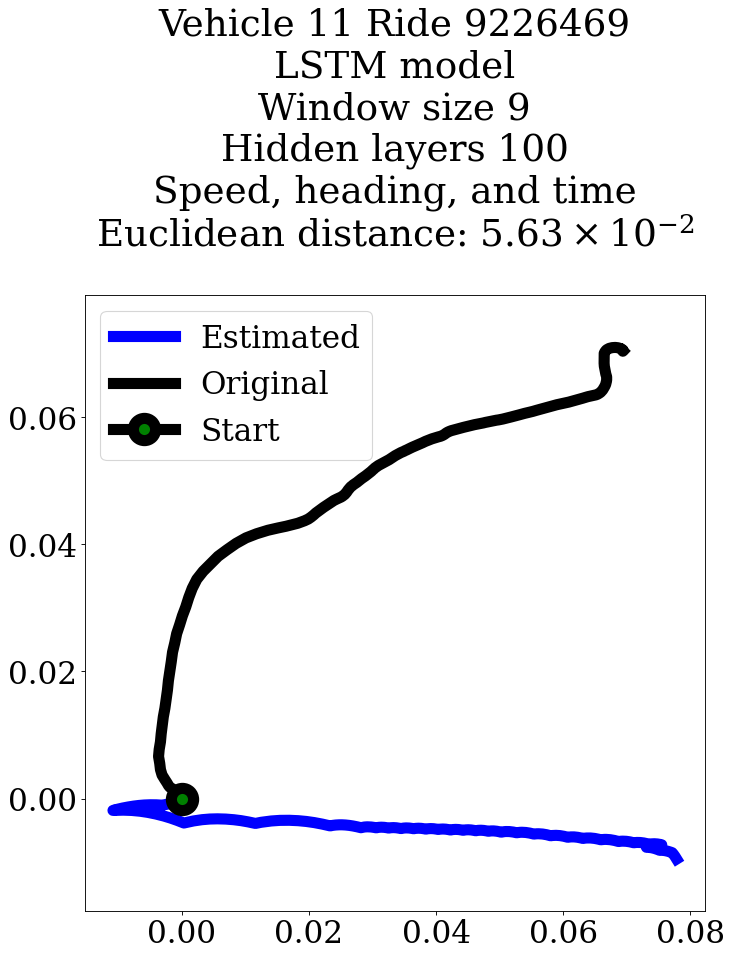 Vehicle 11 Ride 9226469
LSTM model
Window size 9
Hidden layers 100
Speed, heading, and time
Euclidean distance: 5.63 × 10⁻²
Estimated
Original
Start
0.06
0.04
0.02
0.00
0.00 0.02 0.04 0.06 0.08